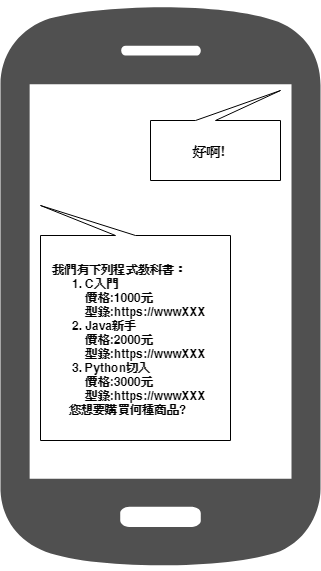 好啊!
我們有下列程式教科書：
1. C入門
價格:1000元
型錄:https://wwwXXX
2. Java新手
價格:2000元
型錄:https://wwwXXX
3. Python切入
價格:3000元
型錄:https://wwwXXX
您想要購買何種商品?